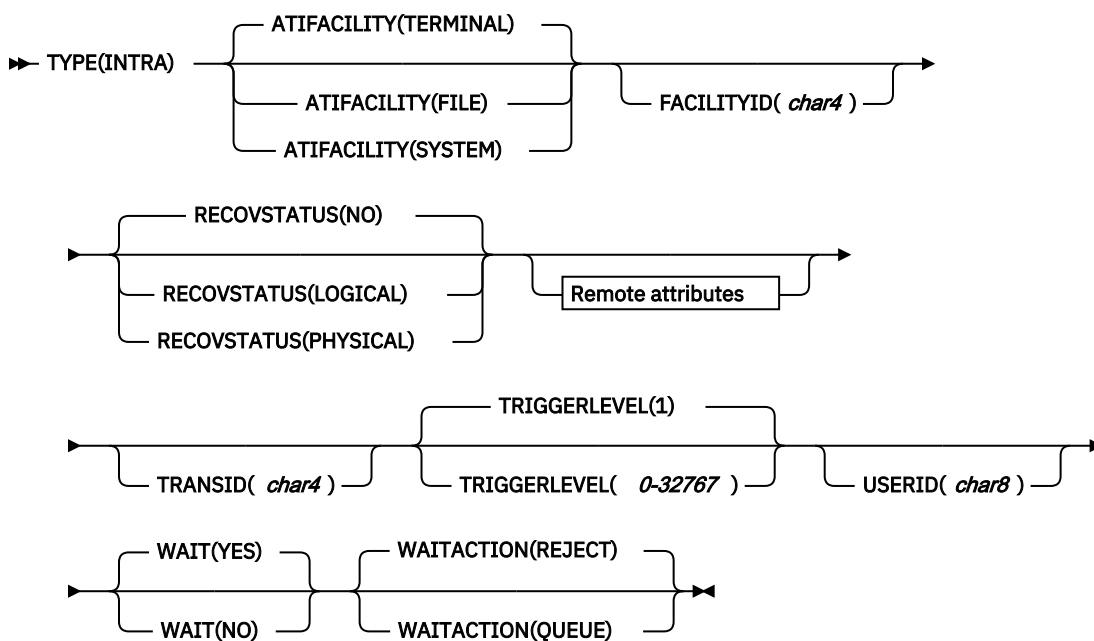 ATIFACILITY(TERMINAL)
TYPE(INTRA)
ATIFACILITY(FILE)
FACILITYID( char4 )
ATIFACILITY(SYSTEM)
RECOVSTATUS(NO)
RECOVSTATUS(LOGICAL)
Remote attributes
RECOVSTATUS(PHYSICAL)
TRIGGERLEVEL(1)
TRANSID( char4 )
TRIGGERLEVEL( 0-32767 )
USERID( char8 )
WAIT(YES)
WAITACTION(REJECT)
WAIT(NO)
WAITACTION(QUEUE)